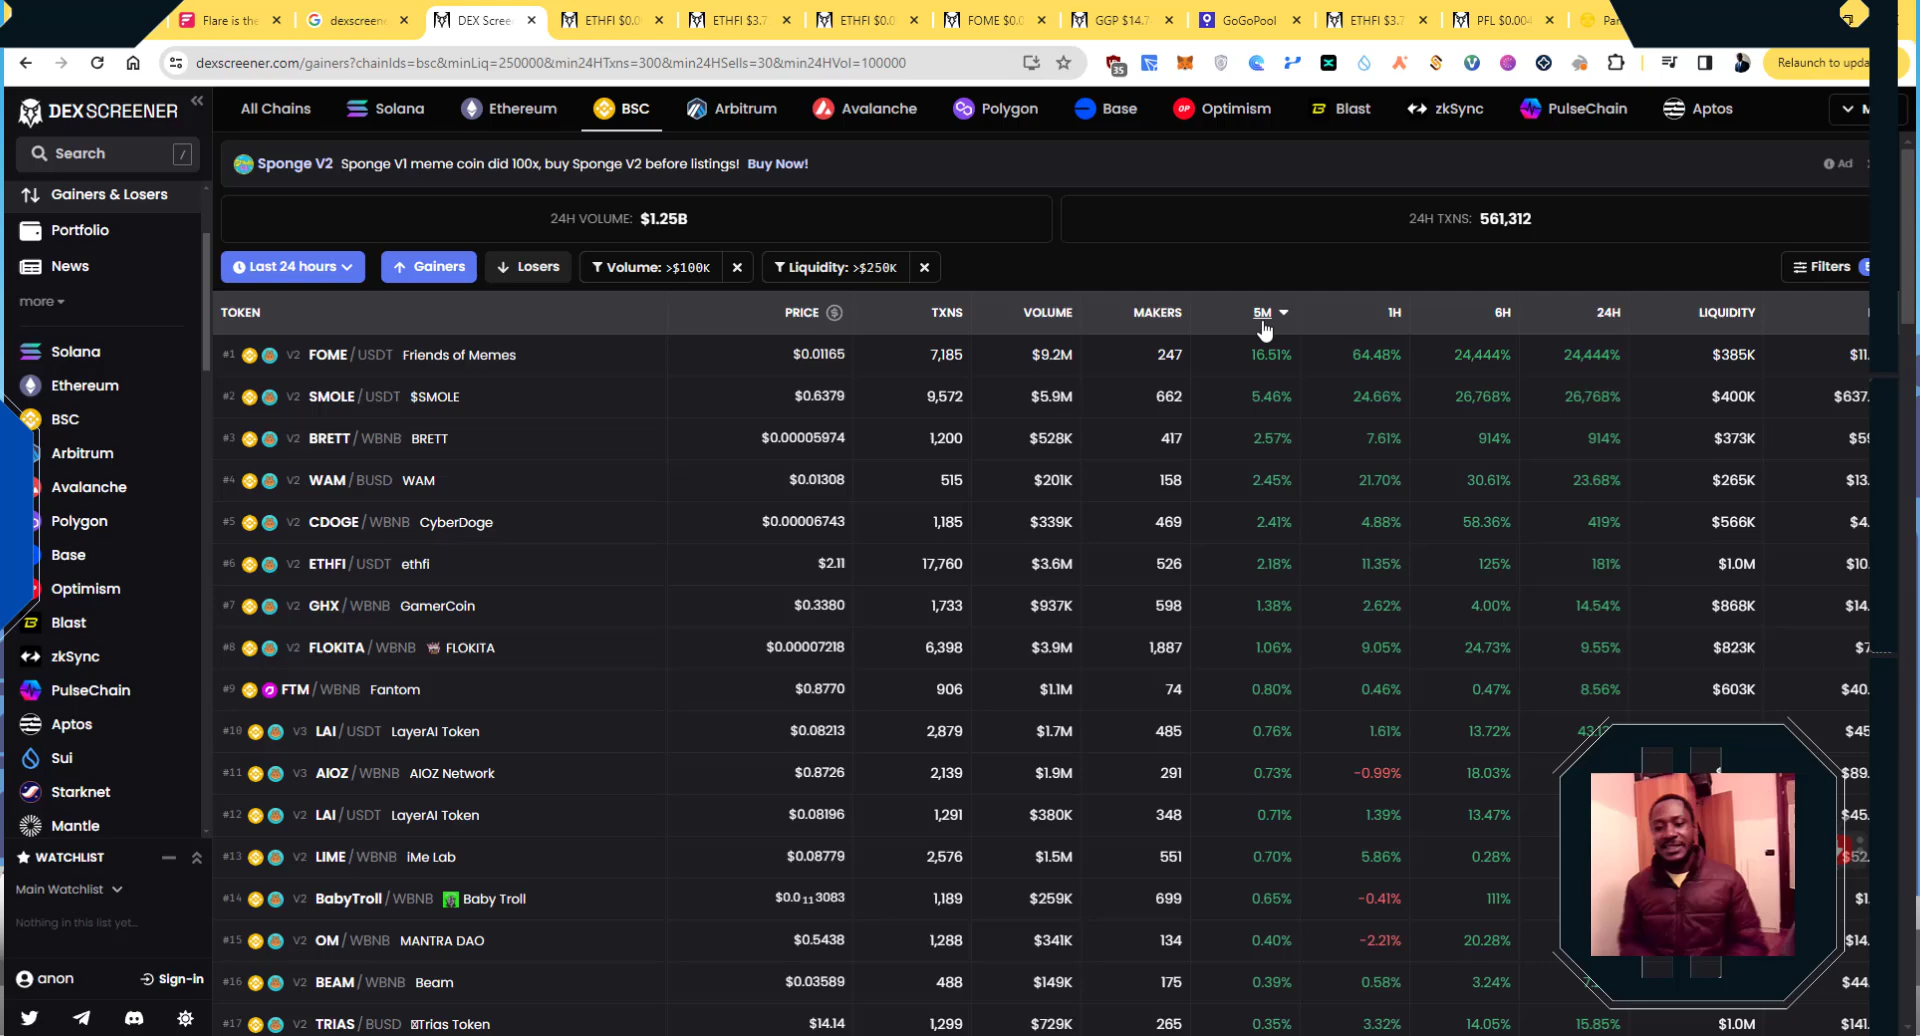 Flare is the
dexscreene
DEX Scree
ETHFI $0.0
ETHFI $3.7
ETHFI $0.0
FOME $0.0
GGP $14.7
GoGoPool
ETHFI $3.7
PFL $0.004
Par
dexscreener.com/gainers?chainIds=bsc&minLiq=250000&min24HTxns=300&min24HSells=30&min24HVol=100000
35
Relaunch to upda
DEXSCREENER
All Chains Solana Ethereum BSC Arbitrum Avalanche Polygon Base Optimism Blast zkSync PulseChain Aptos
Search /
Sponge V2 Sponge V1 meme coin did 100x, buy Sponge V2 before listings! Buy Now!
Ad
Gainers & Losers
Portfolio
News
more
Solana
Ethereum
BSC
Arbitrum
Avalanche
Polygon
Base
Optimism
Blast
zkSync
PulseChain
Aptos
Sui
Starknet
Mantle
WATCHLIST
Main Watchlist
Nothing in this list yet...
anon Sign-in
24H VOLUME: $1.25B
24H TXNS: 561,312
Last 24 hours Gainers Losers Volume: >$100K Liquidity: >$250K Filters
TOKEN PRICE TXNS VOLUME MAKERS 5M 1H 6H 24H LIQUIDITY
#1 V2 FOME/USDT Friends of Memes $0.01165 7,185 $9.2M 247 16.51% 64.48% 24,444% 24,444% $385K $11.
#2 V2 SMOLE/USDT $SMOLE $0.6379 9,572 $5.9M 662 5.46% 24.66% 26,768% 26,768% $400K $637.
#3 V2 BRETT/WBNB BRETT $0.00005974 1,200 $528K 417 2.57% 7.61% 914% 914% $373K $59
#4 V2 WAM/BUSD WAM $0.01308 515 $201K 158 2.45% 21.70% 30.61% 23.68% $265K $13.
#5 V2 CDOGE/WBNB CyberDoge $0.00006743 1,185 $339K 469 2.41% 4.88% 58.36% 419% $566K $4.
#6 V2 ETHFI/USDT ethfi $2.11 17,760 $3.6M 526 2.18% 11.35% 125% 181% $1.0M $10.
#7 V2 GHX/WBNB GamerCoin $0.3380 1,733 $937K 598 1.38% 2.62% 4.00% 14.54% $868K $14.
#8 V2 FLOKITA/WBNB FLOKITA $0.00007218 6,398 $3.9M 1,887 1.06% 9.05% 24.73% 9.55% $823K $7
#9 FTM/WBNB Fantom $0.8770 906 $1.1M 74 0.80% 0.46% 0.47% 8.56% $603K $40.
#10 V3 LAI/USDT LayerAI Token $0.08213 2,879 $1.7M 485 0.76% 1.61% 13.72% $45
#11 V3 AIOZ/WBNB AIOZ Network $0.8726 2,139 $1.9M 291 0.73% -0.99% 18.03% $89.
#12 V2 LAI/USDT LayerAI Token $0.08196 1,291 $380K 348 0.71% 1.39% 13.47% $45.
#13 V2 LIME/WBNB iMe Lab $0.08779 2,576 $1.5M 551 0.70% 5.86% 0.28% $52.
#14 V2 BabyTroll/WBNB Baby Troll $0.0₁₁3083 1,189 $259K 699 0.65% -0.41% 111% $1.
#15 V2 OM/WBNB MANTRA DAO $0.5438 1,288 $341K 134 0.40% -2.21% 20.28% $14.
#16 V2 BEAM/WBNB Beam $0.03589 488 $149K 175 0.39% 0.58% 3.24% $44.
#17 V2 TRIAS/BUSD Trias Token $14.14 1,299 $729K 265 0.35% 3.32% 14.05% 15.85% $1.0M $141.